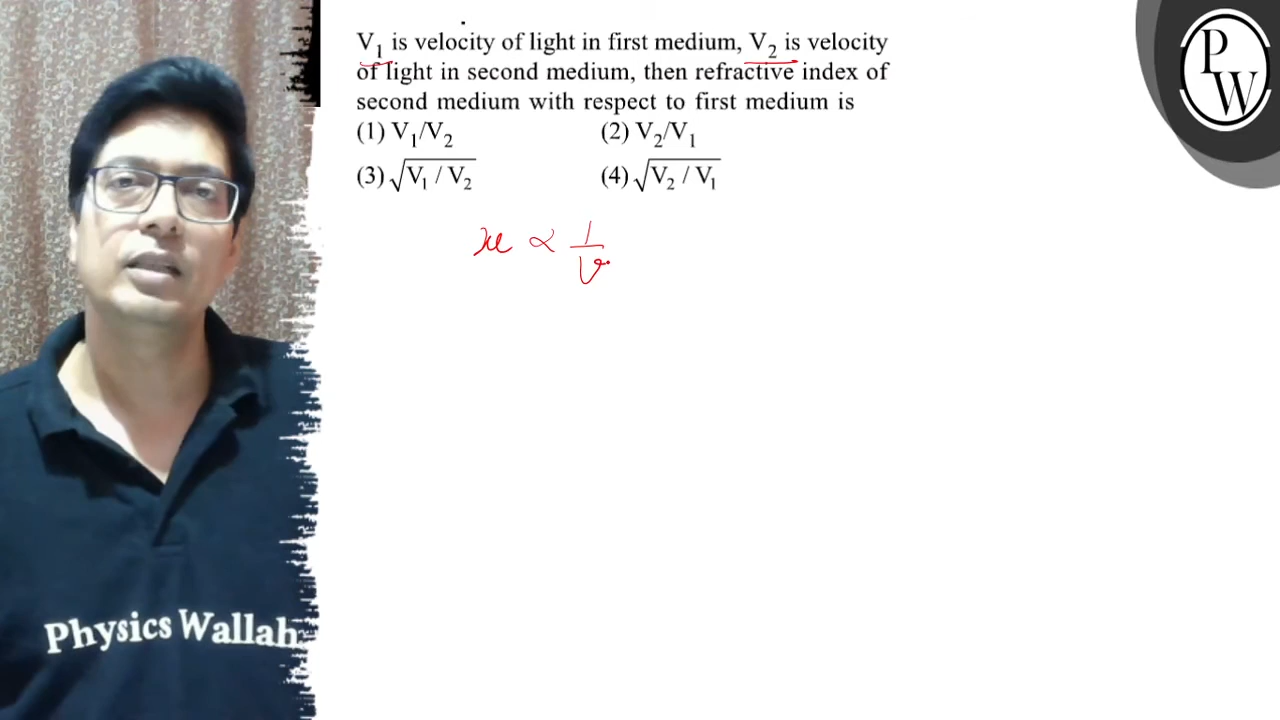 V₁ is velocity of light in first medium, V₂ is velocity
of light in second medium, then refractive index of
second medium with respect to first medium is
(1) V₁/V₂ (2) V₂/V₁
(3) √V₁ / V₂ (4) √V₂ / V₁
μ ∝ 1/v
Physics Wallah
P
W